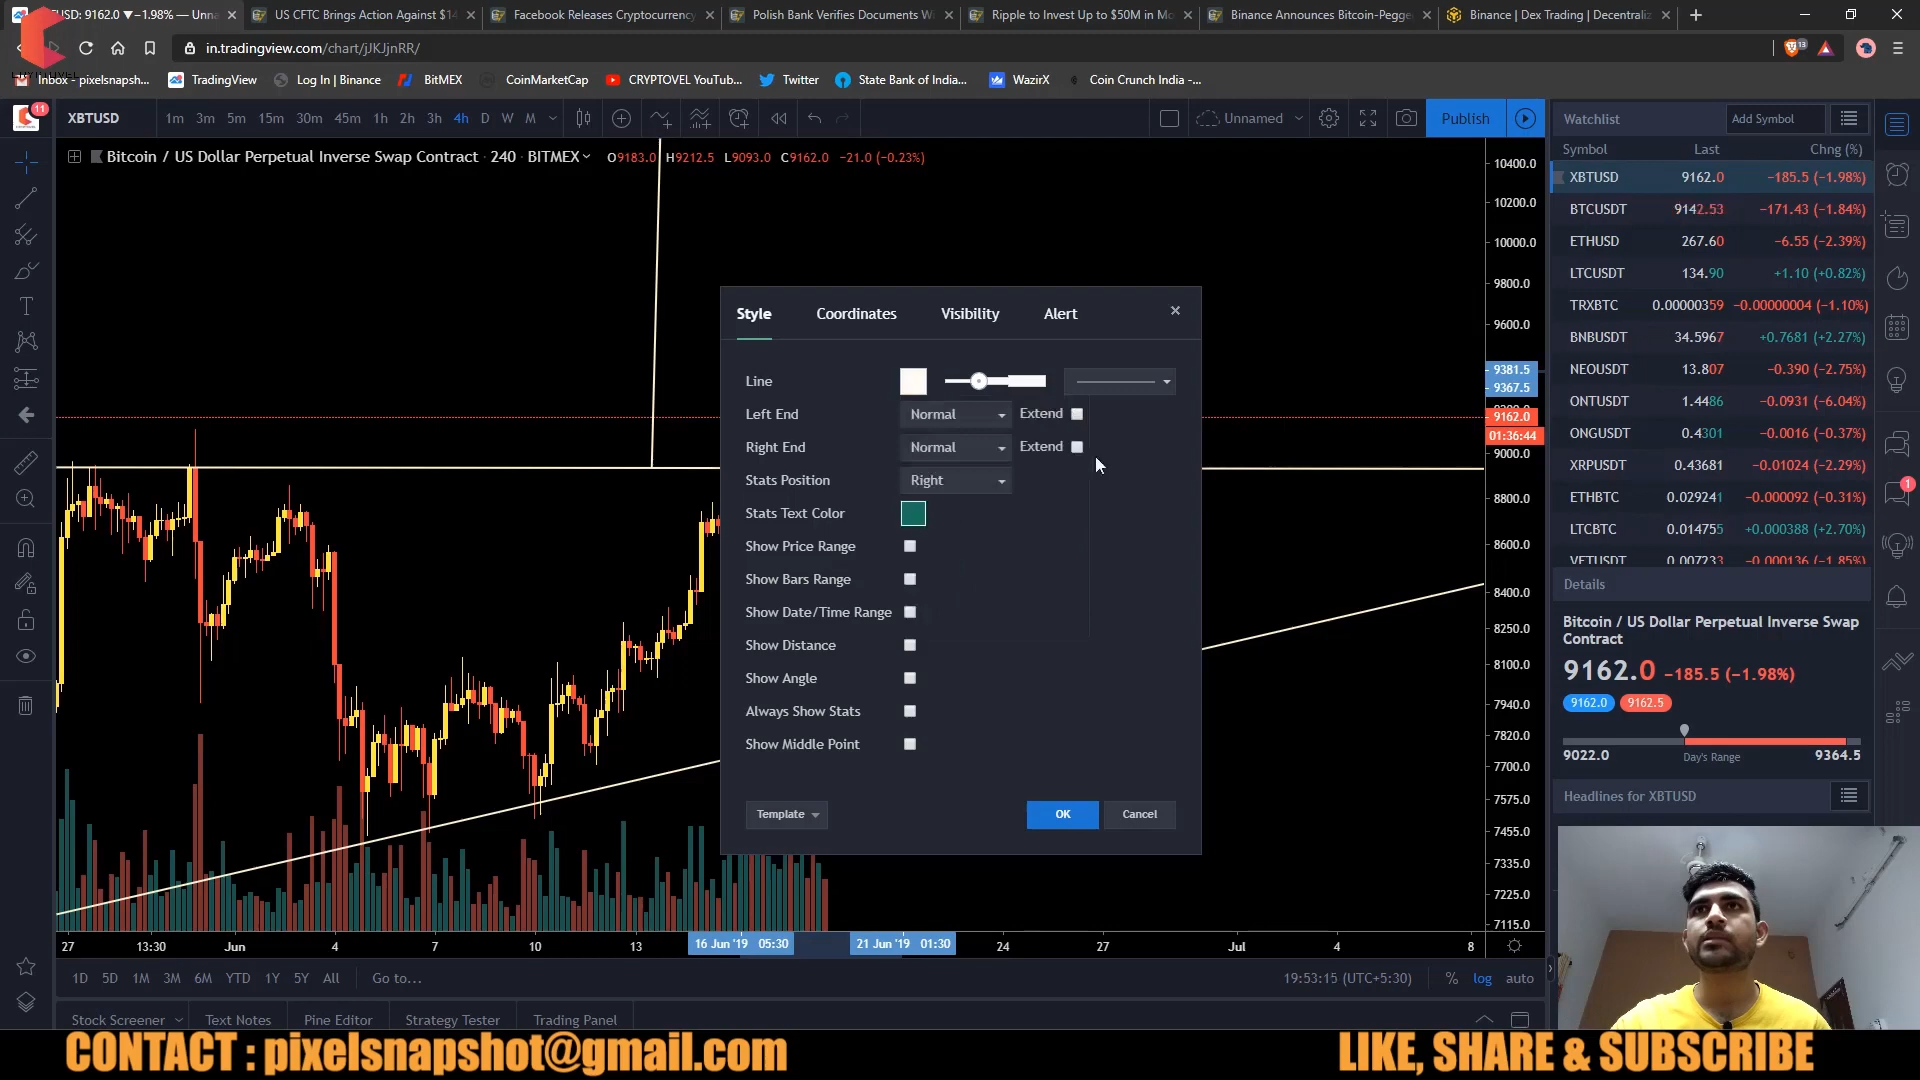 USD: 9162.0 ▼−1.98% — Unna
US CFTC Brings Action Against $14
Facebook Releases Cryptocurrency
Polish Bank Verifies Documents Wi
Ripple to Invest Up to $50M in Mo
Binance Announces Bitcoin-Pegge
Binance | Dex Trading | Decentraliz
in.tradingview.com/chart/jJKJjnRR/
13
Inbox - pixelsnapsh...
TradingView
Log In | Binance
BitMEX
CoinMarketCap
CRYPTOVEL YouTub...
Twitter
State Bank of India...
WazirX
Coin Crunch India -...
11
XBTUSD
1m 3m 5m 15m 30m 45m 1h 2h 3h 4h D W M
Unnamed
Publish
Watchlist
Add Symbol
Bitcoin / US Dollar Perpetual Inverse Swap Contract · 240 · BITMEX
O9183.0 H9212.5 L9093.0 C9162.0 −21.0 (−0.23%)
Symbol Last Chng (%)
XBTUSD 9162.0 −185.5 (−1.98%)
BTCUSDT 9142.53 −171.43 (−1.84%)
ETHUSD 267.60 −6.55 (−2.39%)
LTCUSDT 134.90 +1.10 (+0.82%)
TRXBTC 0.00000359 −0.00000004 (−1.10%)
BNBUSDT 34.5967 +0.7681 (+2.27%)
NEOUSDT 13.807 −0.390 (−2.75%)
ONTUSDT 1.4486 −0.0931 (−6.04%)
ONGUSDT 0.4301 −0.0016 (−0.37%)
XRPUSDT 0.43681 −0.01024 (−2.29%)
ETHBTC 0.029241 −0.000092 (−0.31%)
LTCBTC 0.014755 +0.000388 (+2.70%)
VETUSDT 0.007233 −0.000136 (−1.85%)
1
10400.0
10200.0
10000.0
9800.0
9600.0
9381.5
9367.5
9162.0
01:36:44
9000.0
8800.0
8600.0
8400.0
8250.0
8100.0
7940.0
7820.0
7700.0
7575.0
7455.0
7335.0
7225.0
7115.0
Style Coordinates Visibility Alert
Line
Left End Normal Extend
Right End Normal Extend
Stats Position Right
Stats Text Color
Show Price Range
Show Bars Range
Show Date/Time Range
Show Distance
Show Angle
Always Show Stats
Show Middle Point
Template OK Cancel
Details
Bitcoin / US Dollar Perpetual Inverse Swap
Contract
9162.0 −185.5 (−1.98%)
9162.0 9162.5
9022.0 Day's Range 9364.5
Headlines for XBTUSD
27 13:30 Jun 4 7 10 13 16 Jun '19 05:30 21 Jun '19 01:30 24 27 Jul 4 8
1D 5D 1M 3M 6M YTD 1Y 5Y All Go to...
19:53:15 (UTC+5:30) % log auto
Stock Screener Text Notes Pine Editor Strategy Tester Trading Panel
CONTACT : pixelsnapshot@gmail.com
LIKE, SHARE & SUBSCRIBE